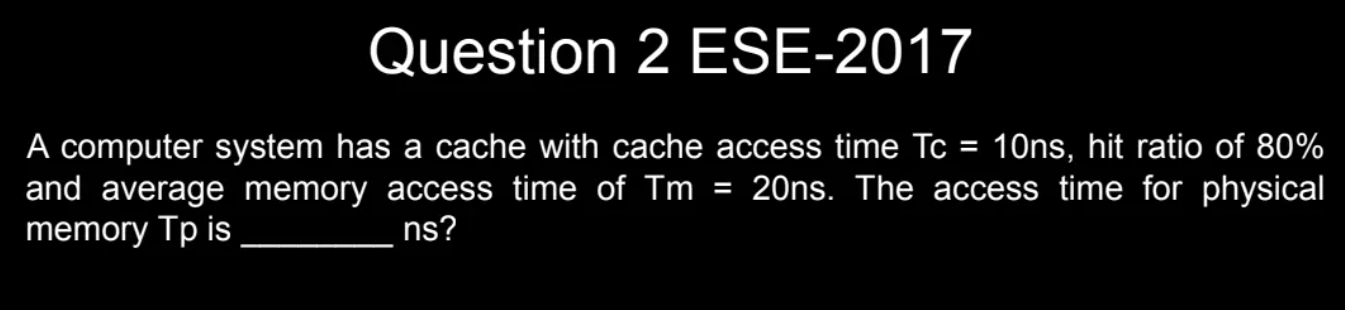 Question 2 ESE-2017
A computer system has a cache with cache access time Tc = 10ns, hit ratio of 80%
and average memory access time of Tm = 20ns. The access time for physical
memory Tp is ________ ns?